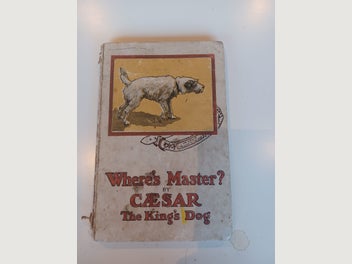 Where's Master?
BY
CÆSAR
The King's Dog